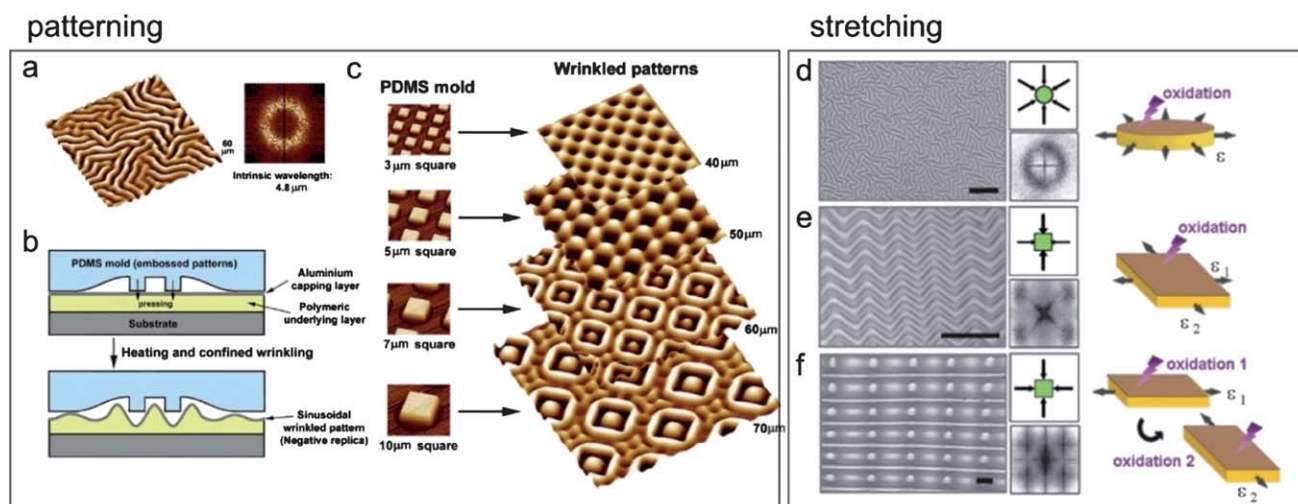 patterning
a
60
μm
Intrinsic wavelength:
4.8 μm
b
PDMS mold (embossed patterns)
pressing
Substrate
Aluminium
capping layer
Polymeric
underlying layer
Heating and confined wrinkling
Sinusoidal
wrinkled pattern
(Negative replica)
c
PDMS mold
Wrinkled patterns
3μm square
40μm
5μm square
50μm
7μm square
60μm
10μm square
70μm
stretching
d
oxidation
ε
e
oxidation
ε1
ε2
f
oxidation 1
ε1
oxidation 2
ε2